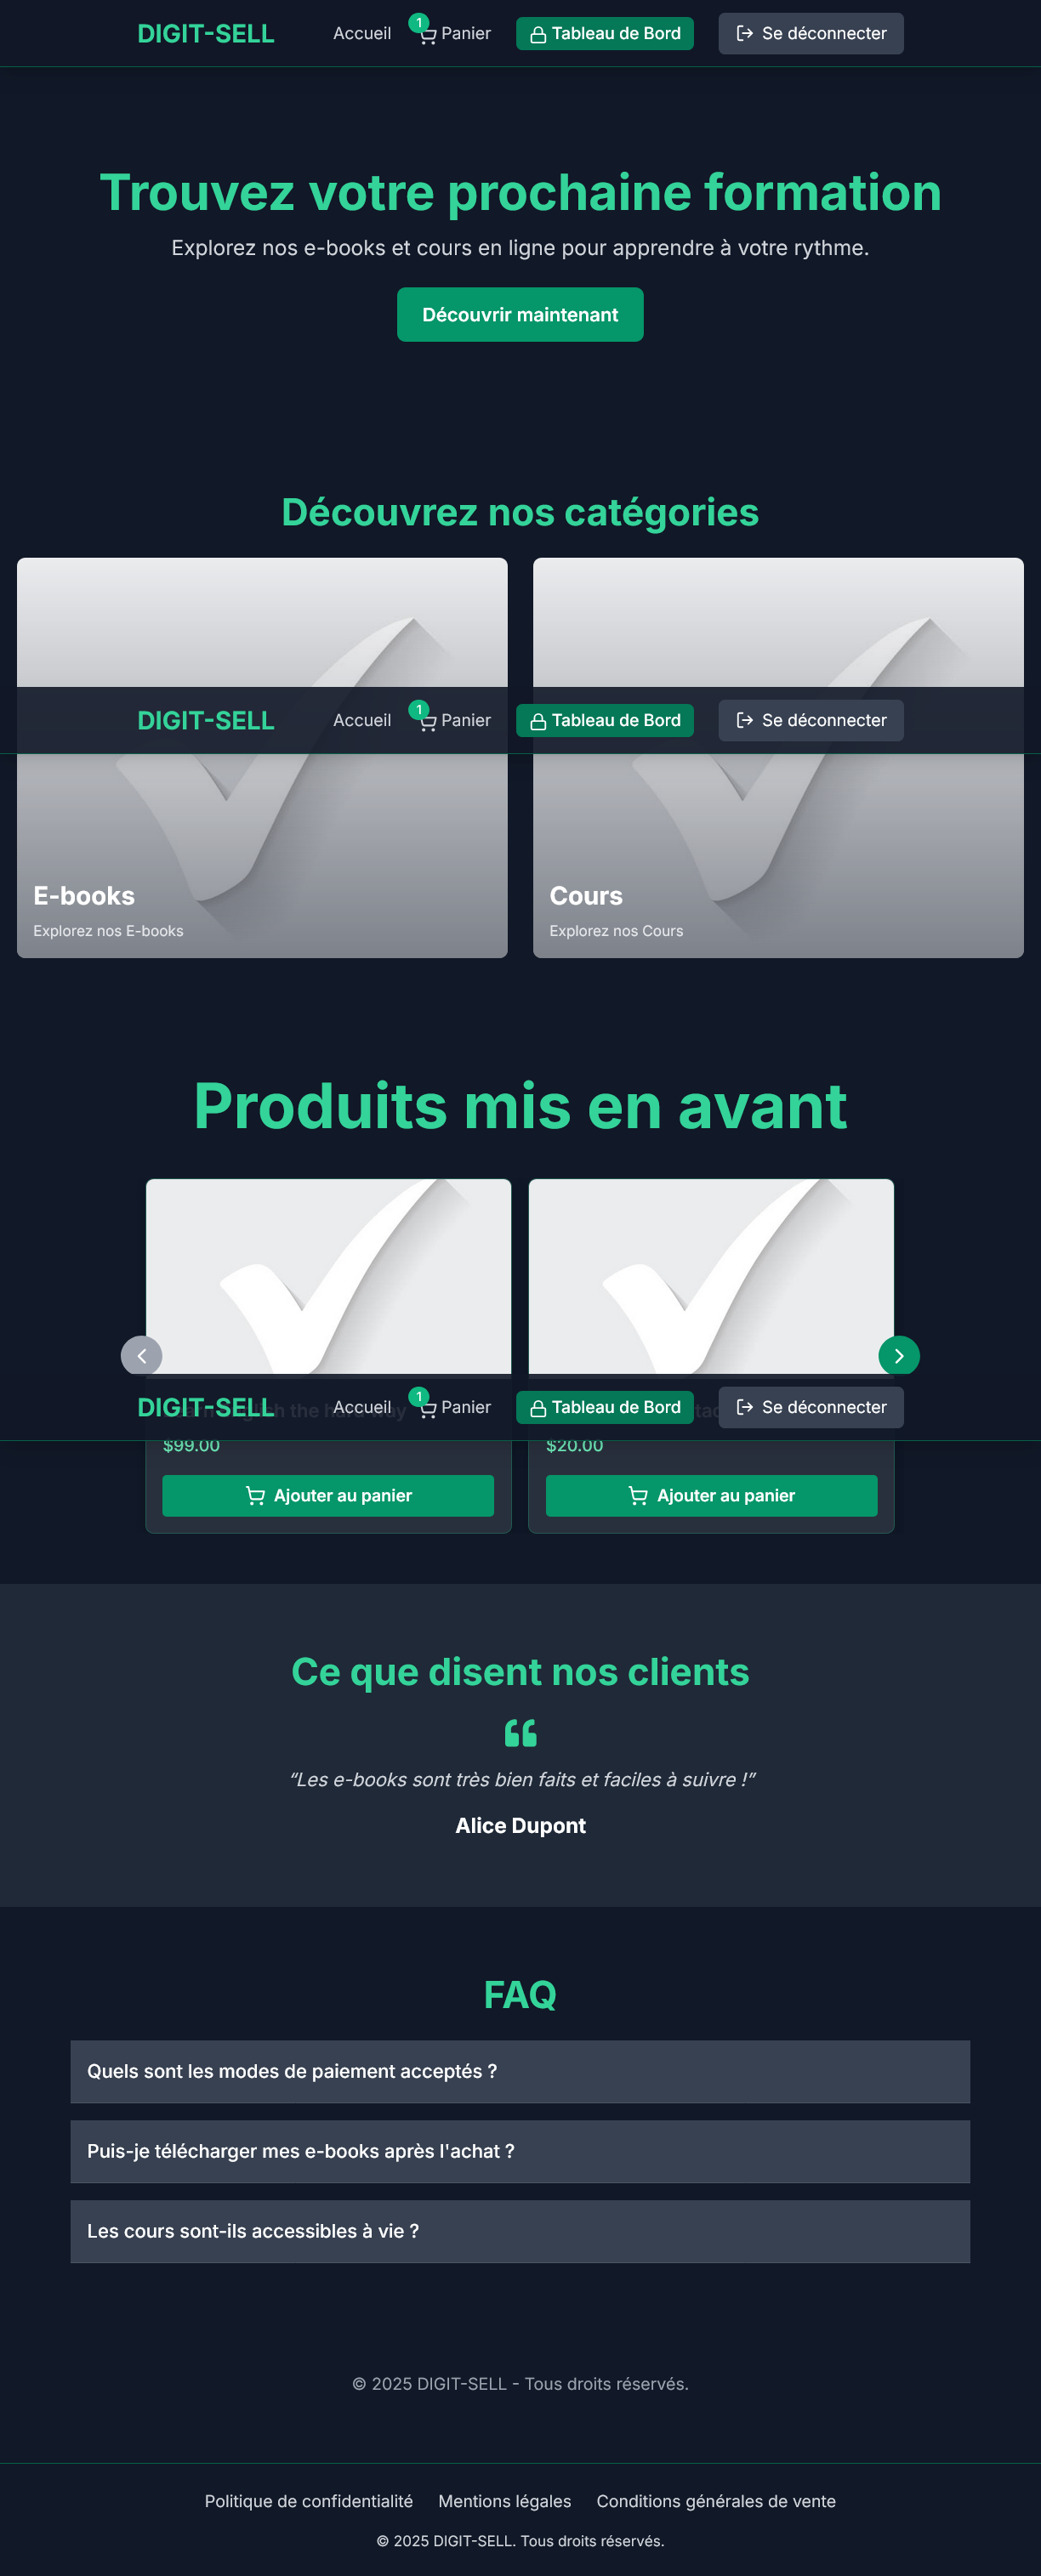 DIGIT-SELL Accueil 1 Panier Tableau de Bord Se déconnecter
Trouvez votre prochaine formation
Explorez nos e-books et cours en ligne pour apprendre à votre rythme.
Découvrir maintenant
Découvrez nos catégories
DIGIT-SELL Accueil 1 Panier Tableau de Bord Se déconnecter
E-books
Explorez nos E-books
Cours
Explorez nos Cours
Produits mis en avant
DIGIT-SELL Accueil 1 Panier Tableau de Bord Se déconnecter
the hard way
$99.00
$20.00
Ajouter au panier
Ajouter au panier
Ce que disent nos clients
“Les e-books sont très bien faits et faciles à suivre !”
Alice Dupont
FAQ
Quels sont les modes de paiement acceptés ?
Puis-je télécharger mes e-books après l'achat ?
Les cours sont-ils accessibles à vie ?
© 2025 DIGIT-SELL - Tous droits réservés.
Politique de confidentialité Mentions légales Conditions générales de vente
© 2025 DIGIT-SELL. Tous droits réservés.